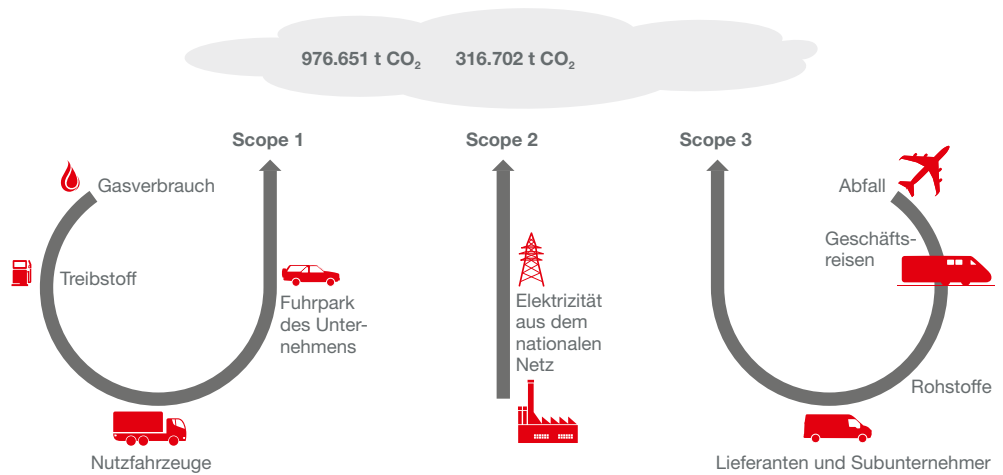 976.651 t CO₂ 316.702 t CO₂
Scope 1
Scope 2
Scope 3
Gasverbrauch
Treibstoff
Fuhrpark
des Unter-
nehmens
Nutzfahrzeuge
Elektrizität
aus dem
nationalen
Netz
Abfall
Geschäfts-
reisen
Rohstoffe
Lieferanten und Subunternehmer